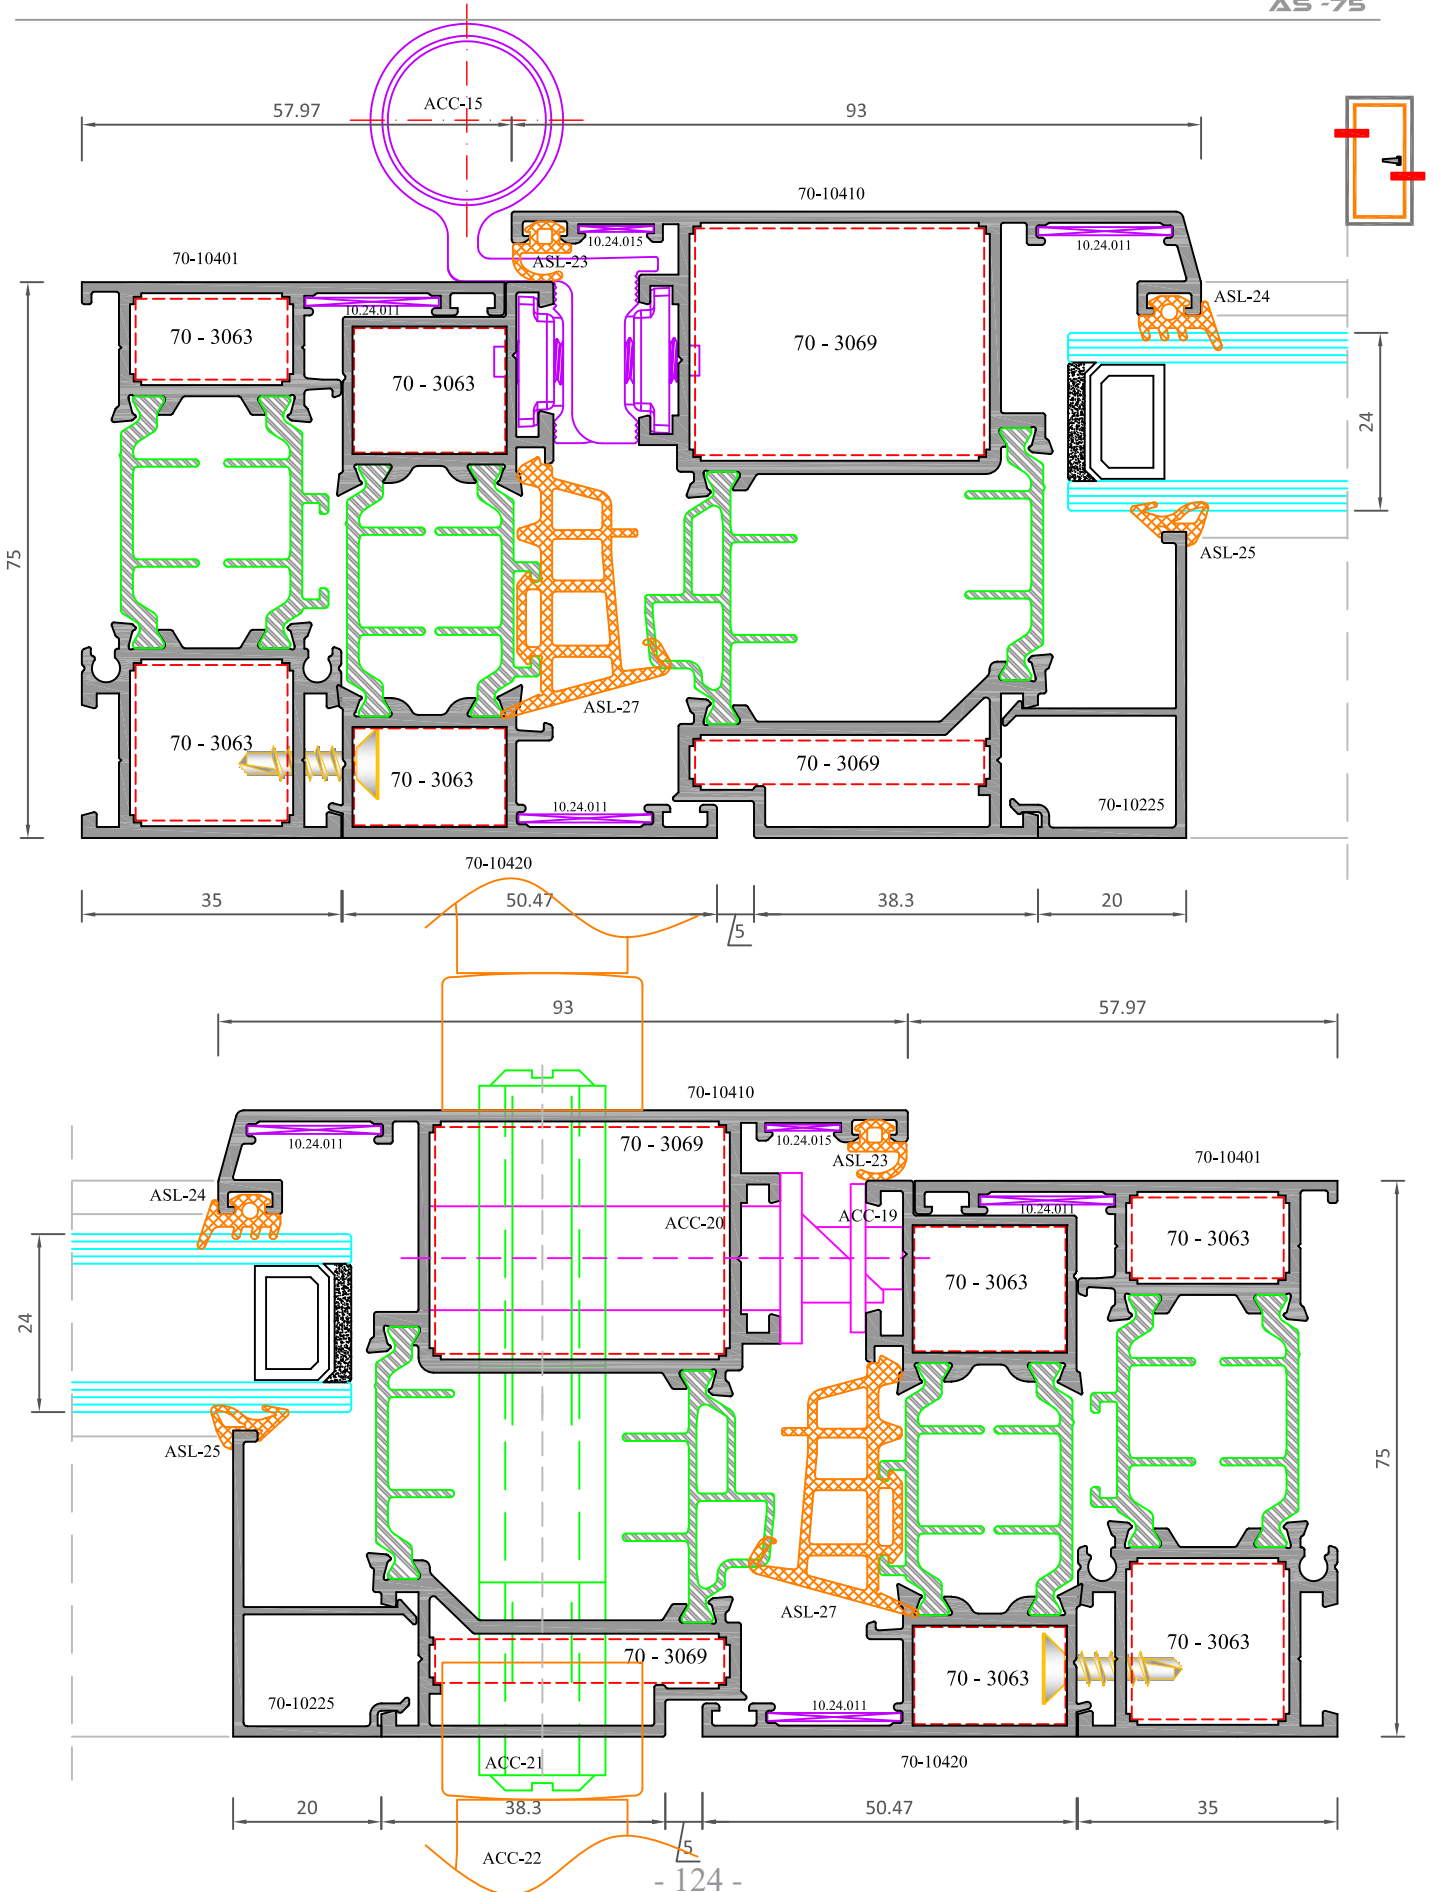 AS -75
57.97
ACC-15
93
70-10410
10.24.015
10.24.011
ASL-23
70-10401
ASL-24
10.24.011
70 - 3063
70 - 3069
70 - 3063
24
75
ASL-25
ASL-27
70 - 3063
70 - 3063
70 - 3069
10.24.011
70-10225
70-10420
35
50.47
5
38.3
20
93
57.97
70-10410
10.24.011
70 - 3069
10.24.015
ASL-23
70-10401
ASL-24
ACC-20
ACC-19
10.24.011
70 - 3063
70 - 3063
24
75
ASL-25
ASL-27
70 - 3069
70 - 3063
70 - 3063
70-10225
10.24.011
ACC-21
70-10420
20
38.3
5
50.47
35
ACC-22
- 124 -